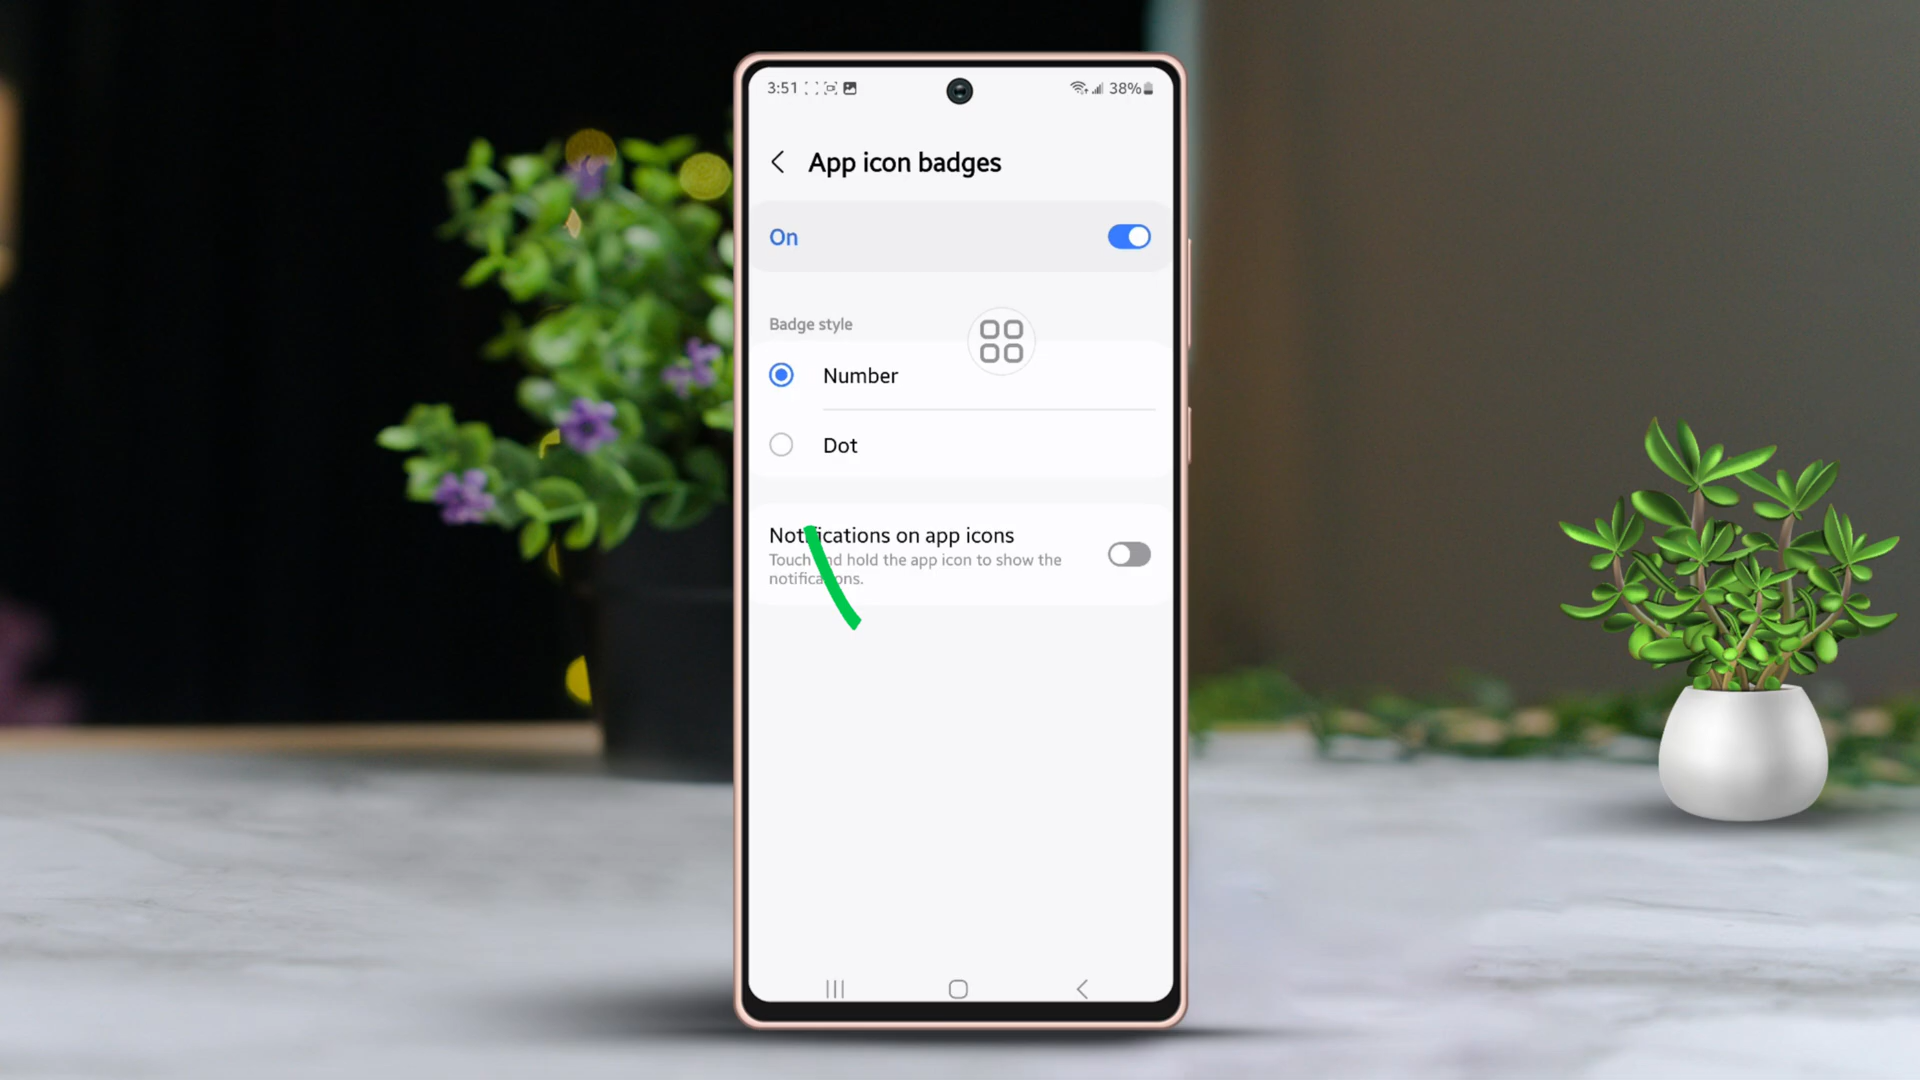 3:51
38%
App icon badges
On
Badge style
Number
Dot
Notifications on app icons
Touch and hold the app icon to show the
notifications.